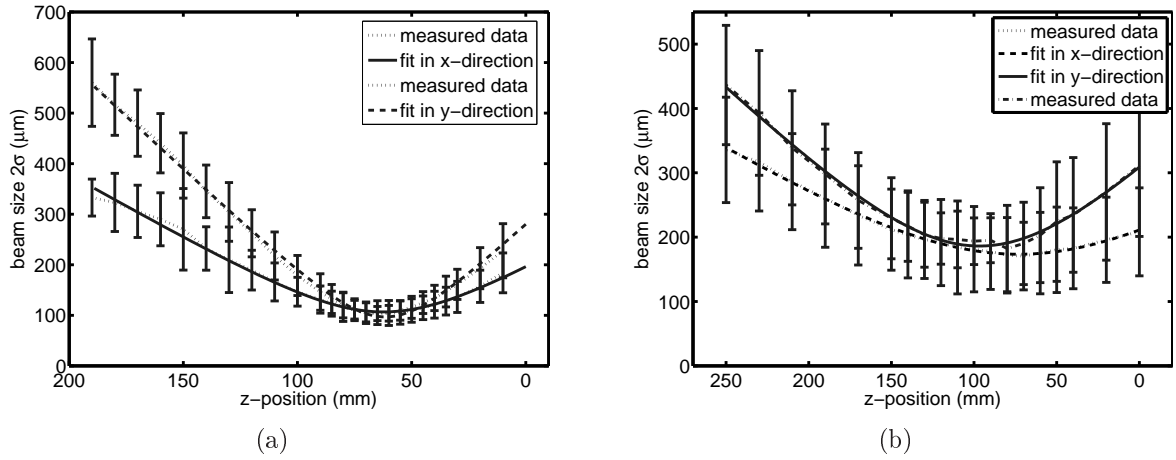 700
600
500
400
300
200
100
0
200
150
100
50
0
beam size 2σ (μm)
z−position (mm)
measured data
fit in x−direction
measured data
fit in y−direction
(a)
500
400
300
200
100
0
250
200
150
100
50
0
beam size 2σ (μm)
z−position (mm)
measured data
fit in x−direction
fit in y−direction
measured data
(b)